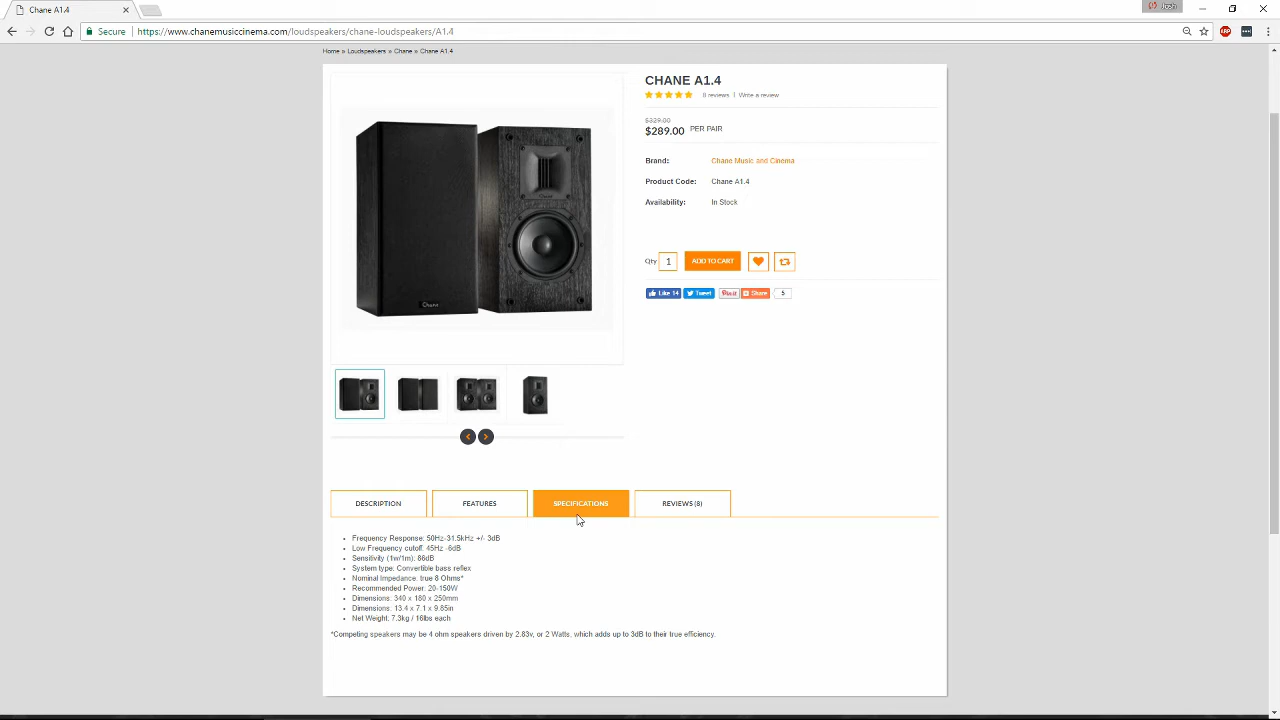 Chane A1.4
Josh
Secure
https://www.chanemusiccinema.com/loudspeakers/chane-loudspeakers/A1.4
ABP
Home » Loudspeakers » Chane » Chane A1.4
CHANE A1.4
8 reviews | Write a review
$329.00
$289.00 PER PAIR
Brand: Chane Music and Cinema
Product Code: Chane A1.4
Availability: In Stock
Qty 1 ADD TO CART
Like 14 Tweet Pin it Share 5
Chane
DESCRIPTION FEATURES SPECIFICATIONS REVIEWS (8)
• Frequency Response: 50Hz-31.5kHz +/- 3dB
• Low Frequency cutoff: 45Hz -6dB
• Sensitivity (1w/1m): 86dB
• System type: Convertible bass reflex
• Nominal Impedance: true 8 Ohms*
• Recommended Power: 20-150W
• Dimensions: 340 x 180 x 250mm
• Dimensions: 13.4 x 7.1 x 9.85in
• Net Weight: 7.3kg / 16lbs each
*Competing speakers may be 4 ohm speakers driven by 2.83v, or 2 Watts, which adds up to 3dB to their true efficiency.